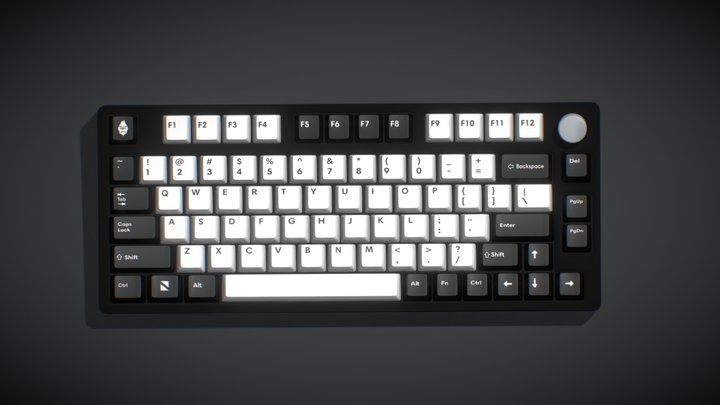 F1 F2 F3 F4 F5 F6 F7 F8 F9 F10 F11 F12
~ ! @ # $ % ^ & * ( ) _ + Backspace Del
` 1 2 3 4 5 6 7 8 9 0 - =
Tab Q W E R T Y U I O P { } | PgUp
[ ] \
Caps A S D F G H J K L : " Enter PgDn
Lock ; '
Shift Z X C V B N M < > ? Shift ↑
, . /
Ctrl Alt Alt Fn Ctrl ← ↓ →